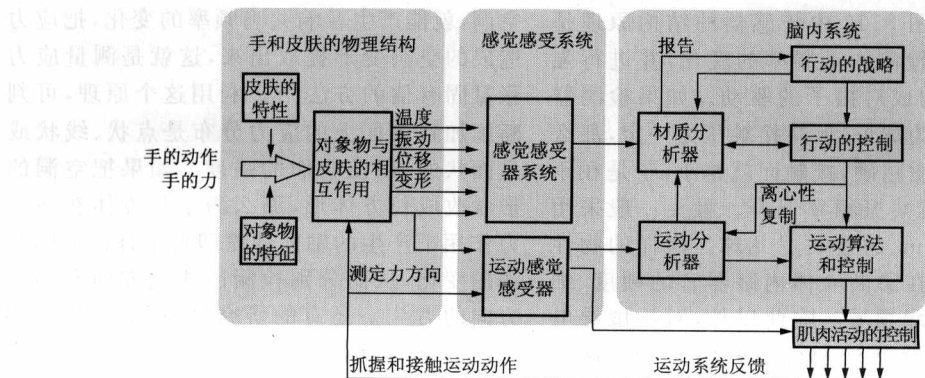 手和皮肤的物理结构
感觉感受系统
报告
脑内系统
皮肤的
特性
手的动作
手的力
对象物
的特征
对象物与
皮肤的相
互作用
温度
振动
位移
变形
测定力方向
感觉感受
器系统
运动感觉
感受器
材质分
析器
运动分
析器
行动的战略
行动的控制
离心性
复制
运动算法
和控制
肌肉活动的控制
抓握和接触运动动作
运动系统反馈